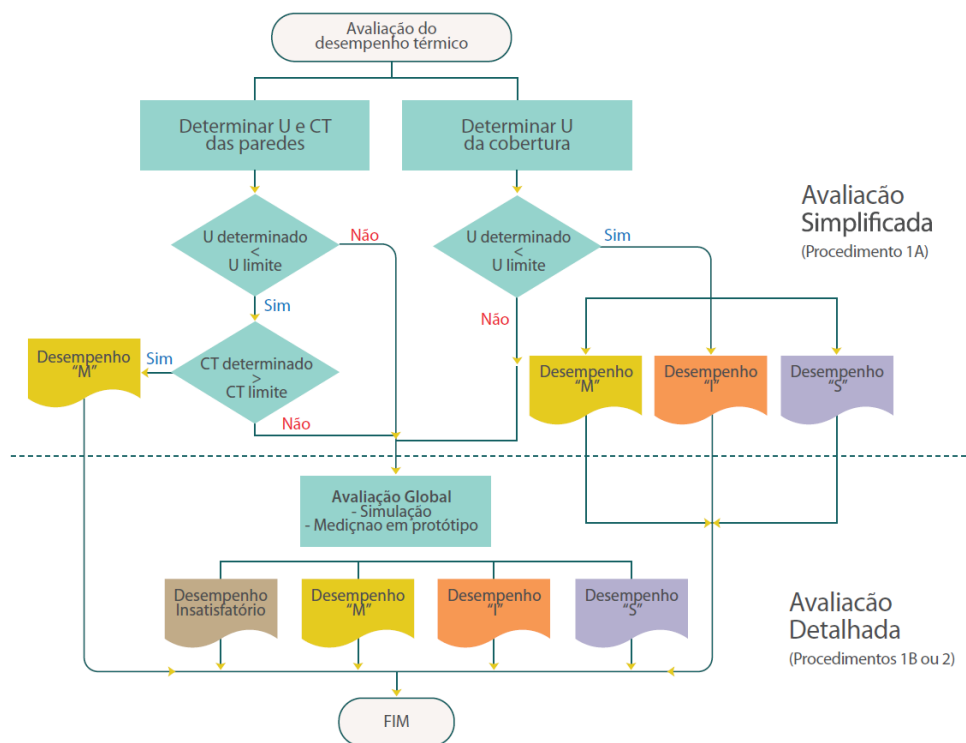 Avaliação do
desempenho térmico
Determinar U e CT
das paredes
Determinar U
da cobertura
U determinado
<
U limite
Não
Sim
U determinado
<
U limite
Sim
Não
Avaliacão
Simplificada
(Procedimento 1A)
CT determinado
>
CT limite
Sim
Não
Desempenho
"M"
Desempenho
"M"
Desempenho
"I"
Desempenho
"S"
Avaliação Global
- Simulação
- Mediçnao em protótipo
Desempenho
Insatisfatório
Desempenho
"M"
Desempenho
"I"
Desempenho
"S"
Avaliacão
Detalhada
(Procedimentos 1B ou 2)
FIM